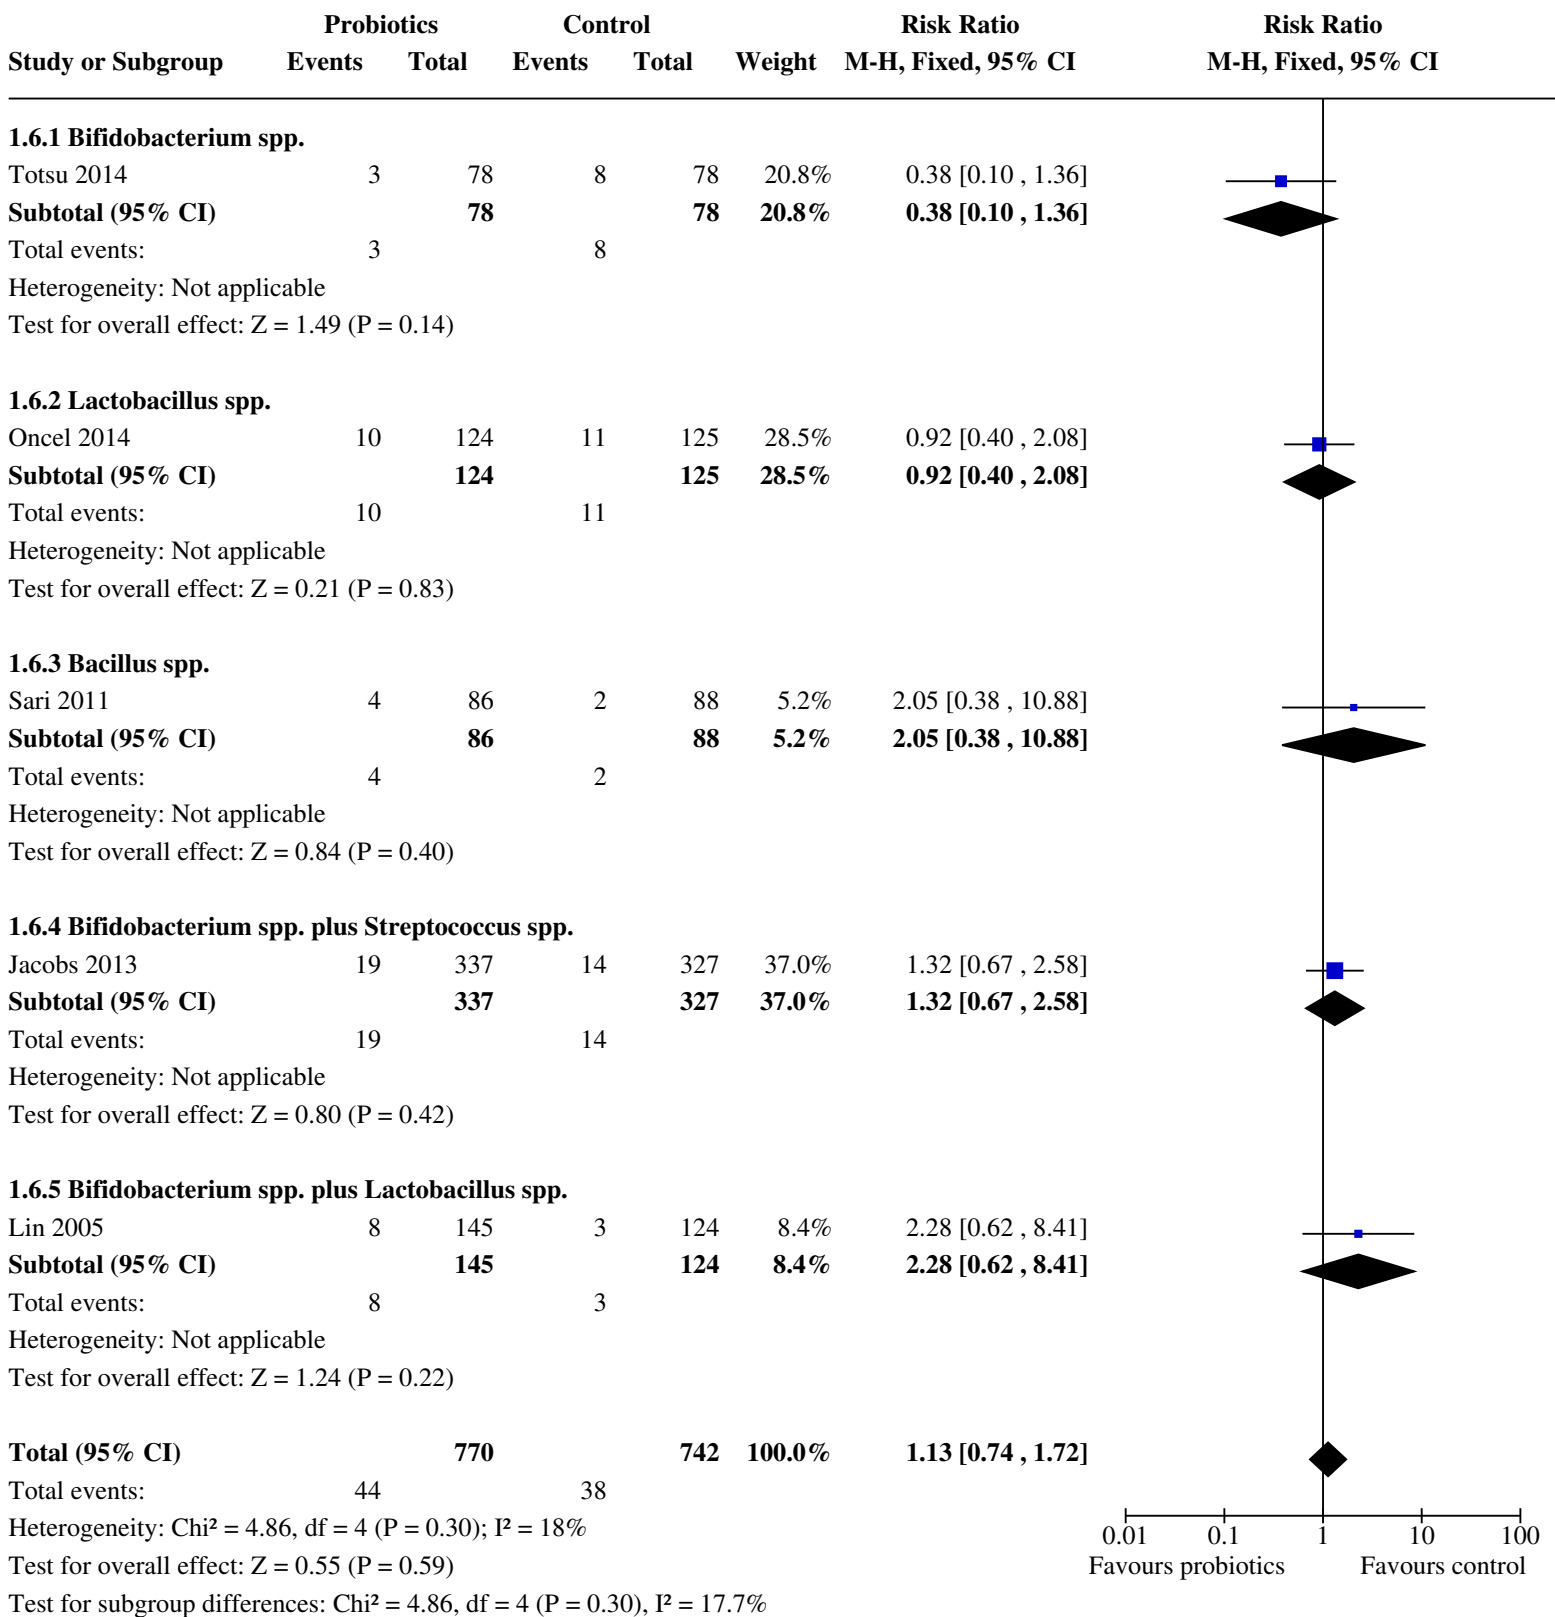 Probiotics Control Risk Ratio Risk Ratio
Study or Subgroup Events Total Events Total Weight M-H, Fixed, 95% CI M-H, Fixed, 95% CI
1.6.1 Bifidobacterium spp.
Totsu 2014 3 78 8 78 20.8% 0.38 [0.10 , 1.36]
Subtotal (95% CI) 78 78 20.8% 0.38 [0.10 , 1.36]
Total events: 3 8
Heterogeneity: Not applicable
Test for overall effect: Z = 1.49 (P = 0.14)
1.6.2 Lactobacillus spp.
Oncel 2014 10 124 11 125 28.5% 0.92 [0.40 , 2.08]
Subtotal (95% CI) 124 125 28.5% 0.92 [0.40 , 2.08]
Total events: 10 11
Heterogeneity: Not applicable
Test for overall effect: Z = 0.21 (P = 0.83)
1.6.3 Bacillus spp.
Sari 2011 4 86 2 88 5.2% 2.05 [0.38 , 10.88]
Subtotal (95% CI) 86 88 5.2% 2.05 [0.38 , 10.88]
Total events: 4 2
Heterogeneity: Not applicable
Test for overall effect: Z = 0.84 (P = 0.40)
1.6.4 Bifidobacterium spp. plus Streptococcus spp.
Jacobs 2013 19 337 14 327 37.0% 1.32 [0.67 , 2.58]
Subtotal (95% CI) 337 327 37.0% 1.32 [0.67 , 2.58]
Total events: 19 14
Heterogeneity: Not applicable
Test for overall effect: Z = 0.80 (P = 0.42)
1.6.5 Bifidobacterium spp. plus Lactobacillus spp.
Lin 2005 8 145 3 124 8.4% 2.28 [0.62 , 8.41]
Subtotal (95% CI) 145 124 8.4% 2.28 [0.62 , 8.41]
Total events: 8 3
Heterogeneity: Not applicable
Test for overall effect: Z = 1.24 (P = 0.22)
Total (95% CI) 770 742 100.0% 1.13 [0.74 , 1.72]
Total events: 44 38
Heterogeneity: Chi² = 4.86, df = 4 (P = 0.30); I² = 18%
0.01 0.1 1 10 100
Test for overall effect: Z = 0.55 (P = 0.59)
Favours probiotics Favours control
Test for subgroup differences: Chi² = 4.86, df = 4 (P = 0.30), I² = 17.7%